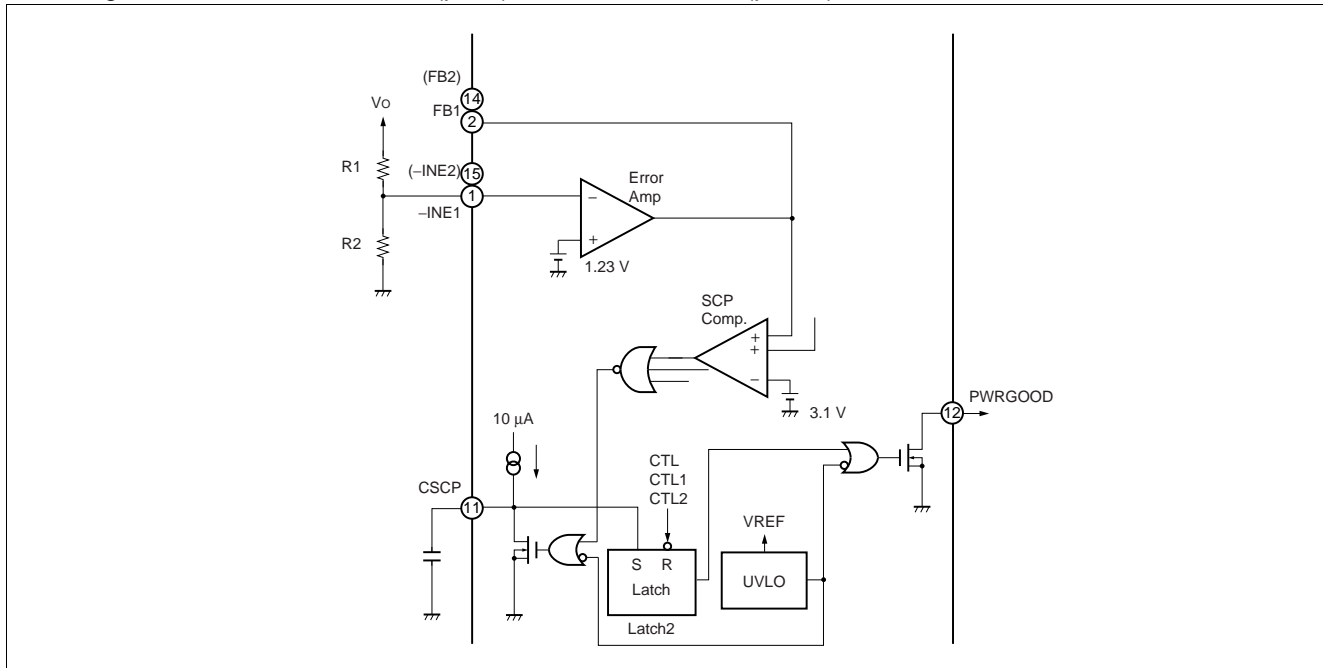 (FB2)
14
Vo
FB1
2
R1
(−INE2)
15
1
−INE1
R2
Error
Amp
−
+
1.23 V
SCP
Comp.
+
+
−
3.1 V
PWRGOOD
12
10 μA
CTL
CTL1
CTL2
CSCP
11
VREF
S R
Latch
UVLO
Latch2